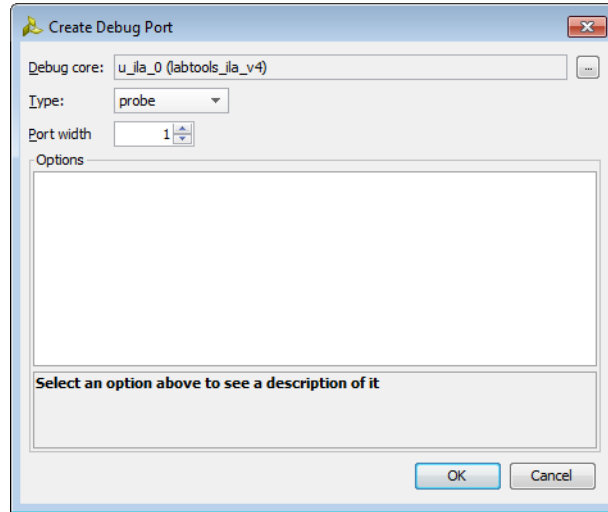 Create Debug Port
Debug core: u_ila_0 (labtools_ila_v4) ...
Type: probe
Port width 1
Options
Select an option above to see a description of it
OK Cancel